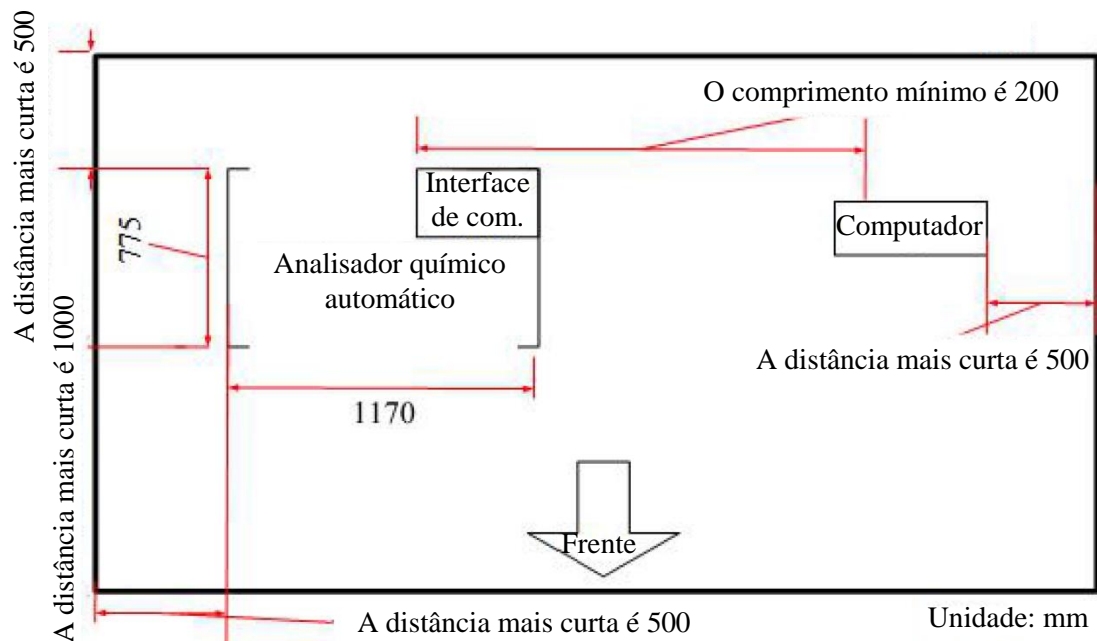 A distância mais curta é 500
O comprimento mínimo é 200
Interface
de com.
Computador
775
Analisador químico
automático
A distância mais curta é 1000
A distância mais curta é 500
1170
Frente
A distância mais curta é 500
Unidade: mm